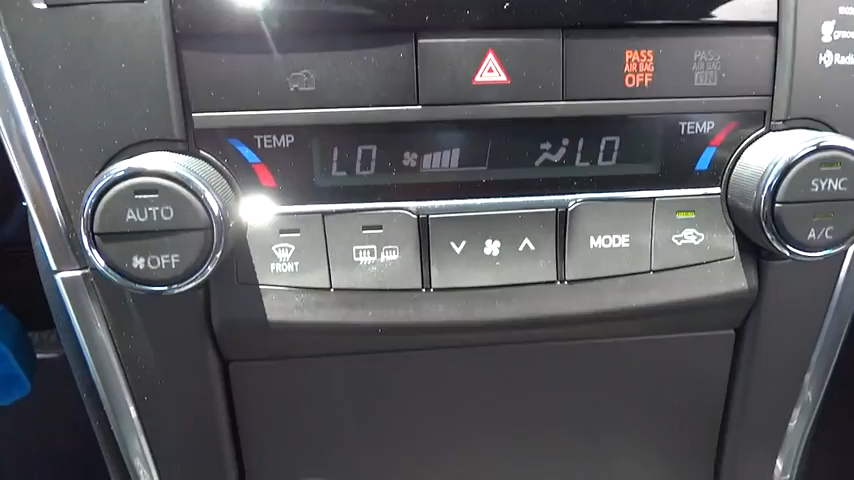 PASS
AIR BAG
OFF
PASS
AIR BAG
ON
TEMP
LO
LO
TEMP
AUTO
OFF
FRONT
MODE
SYNC
A/C